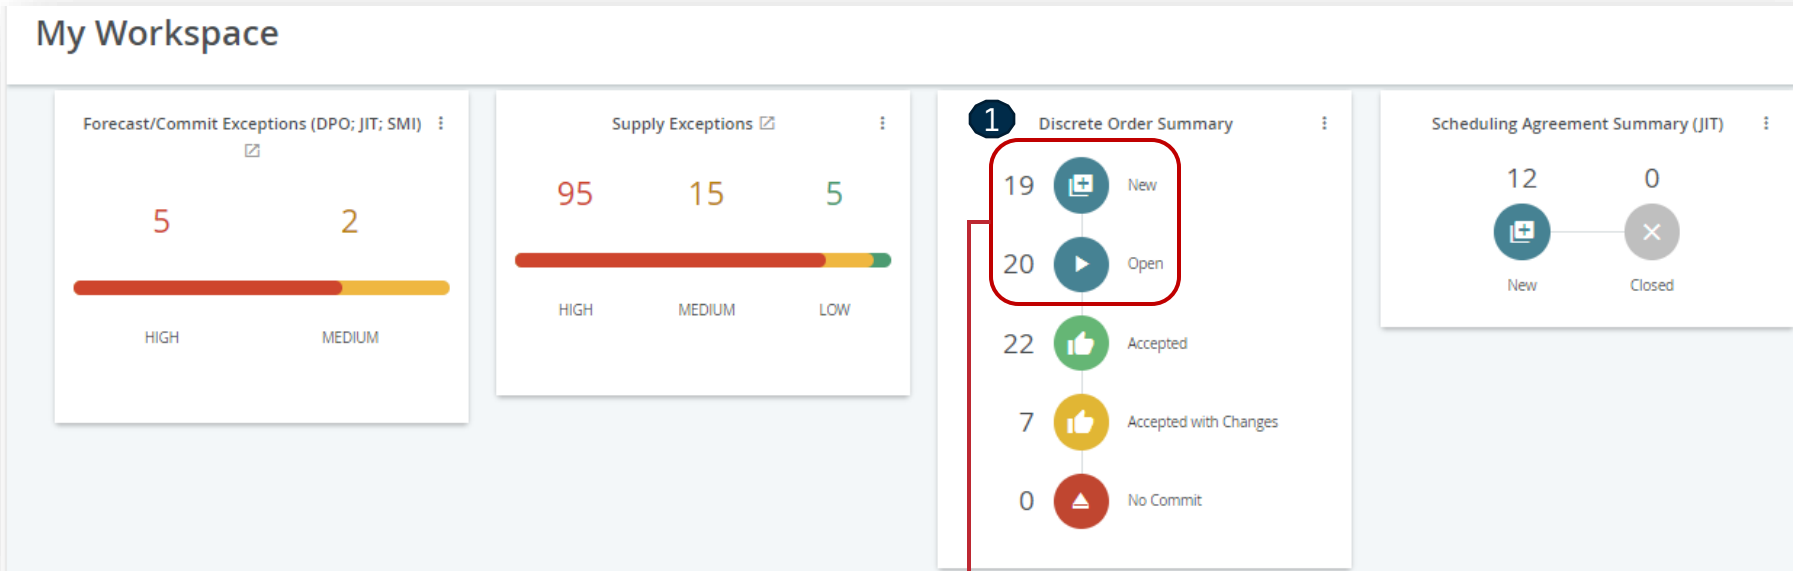 My Workspace
Forecast/Commit Exceptions (DPO; JIT; SMI)
5
2
HIGH
MEDIUM
Supply Exceptions
95
15
5
HIGH
MEDIUM
LOW
1
Discrete Order Summary
19 New
20 Open
22 Accepted
7 Accepted with Changes
0 No Commit
Scheduling Agreement Summary (JIT)
12
0
New
Closed